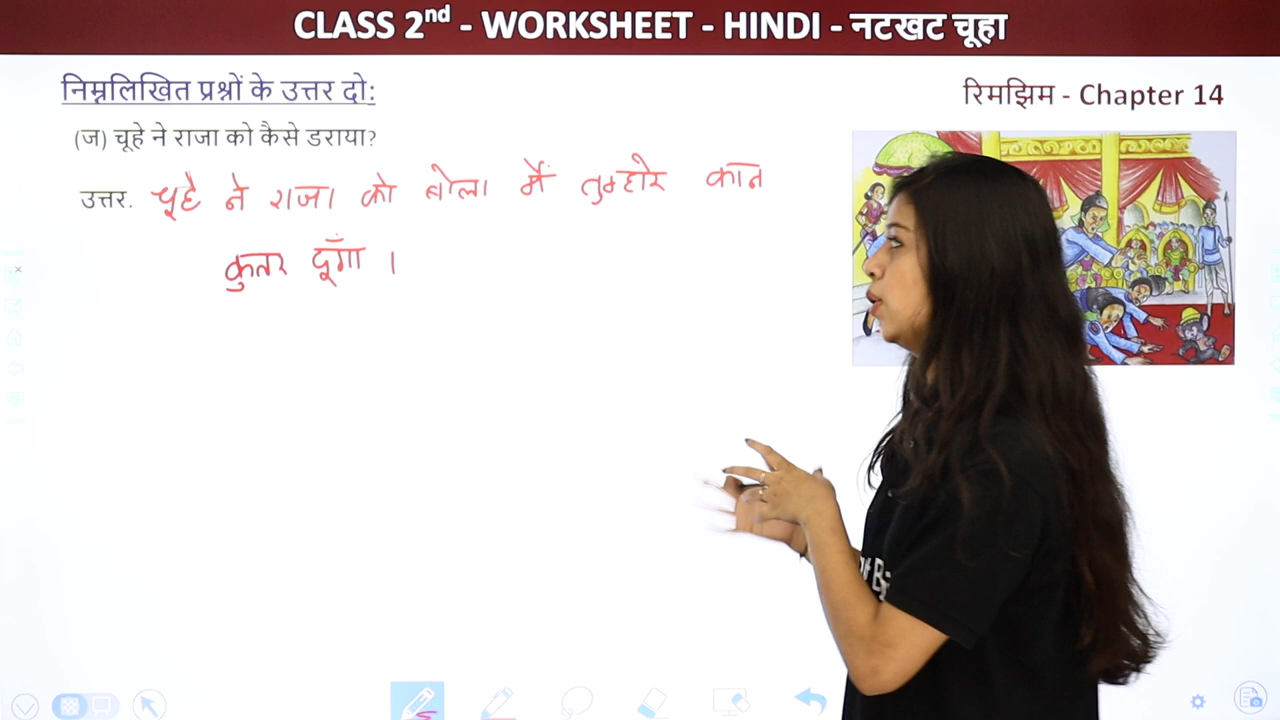 CLASS 2nd - WORKSHEET - HINDI - नटखट चूहा
निम्नलिखित प्रश्नों के उत्तर दो:
रिमझिम - Chapter 14
(ज) चूहे ने राजा को कैसे डराया?
उत्तर. चूहे ने राजा को बोला मैं तुम्हारे कान
कुतर दूँगा ।